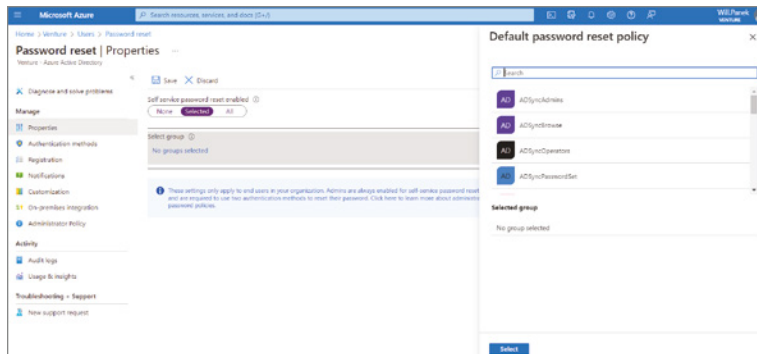 Microsoft Azure
Search resources, services, and docs (G+/)
Will.Panek
VENTURE
Home > Venture > Users > Password reset
Password reset | Properties ...
Venture - Azure Active Directory
Diagnose and solve problems
Manage
Properties
Authentication methods
Registration
Notifications
Customization
On-premises integration
Administrator Policy
Activity
Audit logs
Usage & insights
Troubleshooting + Support
New support request
Save
Discard
Self service password reset enabled
None
Selected
All
Select group
No groups selected
These settings only apply to end users in your organization. Admins are always enabled for self-service password reset
and are required to use two authentication methods to reset their password. Click here to learn more about administrator
password policies.
Default password reset policy
Search
AD ADSyncAdmins
AD ADSyncBrowse
AD ADSyncOperators
AD ADSyncPasswordSet
Selected group
No group selected
Select